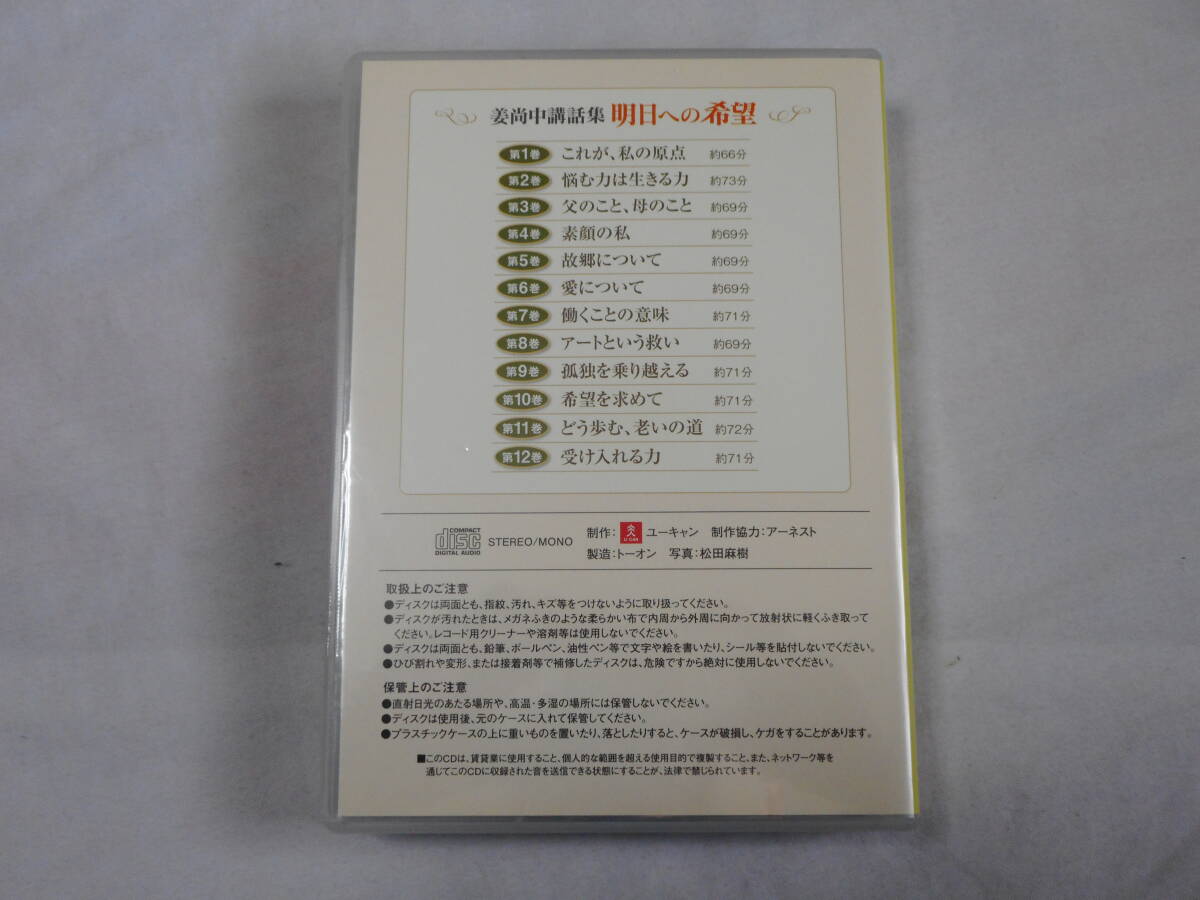 姜尚中講話集 明日への希望
第1巻 これが、私の原点 約66分
第2巻 悩む力は生きる力 約73分
第3巻 父のこと、母のこと 約69分
第4巻 素顔の私 約69分
第5巻 故郷について 約69分
第6巻 愛について 約69分
第7巻 働くことの意味 約71分
第8巻 アートという救い 約69分
第9巻 孤独を乗り越える 約71分
第10巻 希望を求めて 約71分
第11巻 どう歩む、老いの道 約72分
第12巻 受け入れる力 約71分
COMPACT
disc
DIGITAL AUDIO
STEREO/MONO
制作:U-CAN ユーキャン 制作協力:アーネスト
製造:トーオン 写真:松田麻樹
取扱上のご注意
●ディスクは両面とも、指紋、汚れ、キズ等をつけないように取り扱ってください。
●ディスクが汚れたときは、メガネふきのような柔らかい布で内周から外周に向かって放射状に軽くふき取って
ください。レコード用クリーナーや溶剤等は使用しないでください。
●ディスクは両面とも、鉛筆、ボールペン、油性ペン等で文字や絵を書いたり、シール等を貼付しないでください。
●ひび割れや変形、または接着剤等で補修したディスクは、危険ですから絶対に使用しないでください。
保管上のご注意
●直射日光のあたる場所や、高温・多湿の場所には保管しないでください。
●ディスクは使用後、元のケースに入れて保管してください。
●プラスチックケースの上に重いものを置いたり、落としたりすると、ケースが破損し、ケガをすることがあります。
■このCDは、賃貸業に使用すること、個人的な範囲を超える使用目的で複製すること、また、ネットワーク等を
通じてこのCDに収録された音を送信できる状態にすることが、法律で禁じられています。